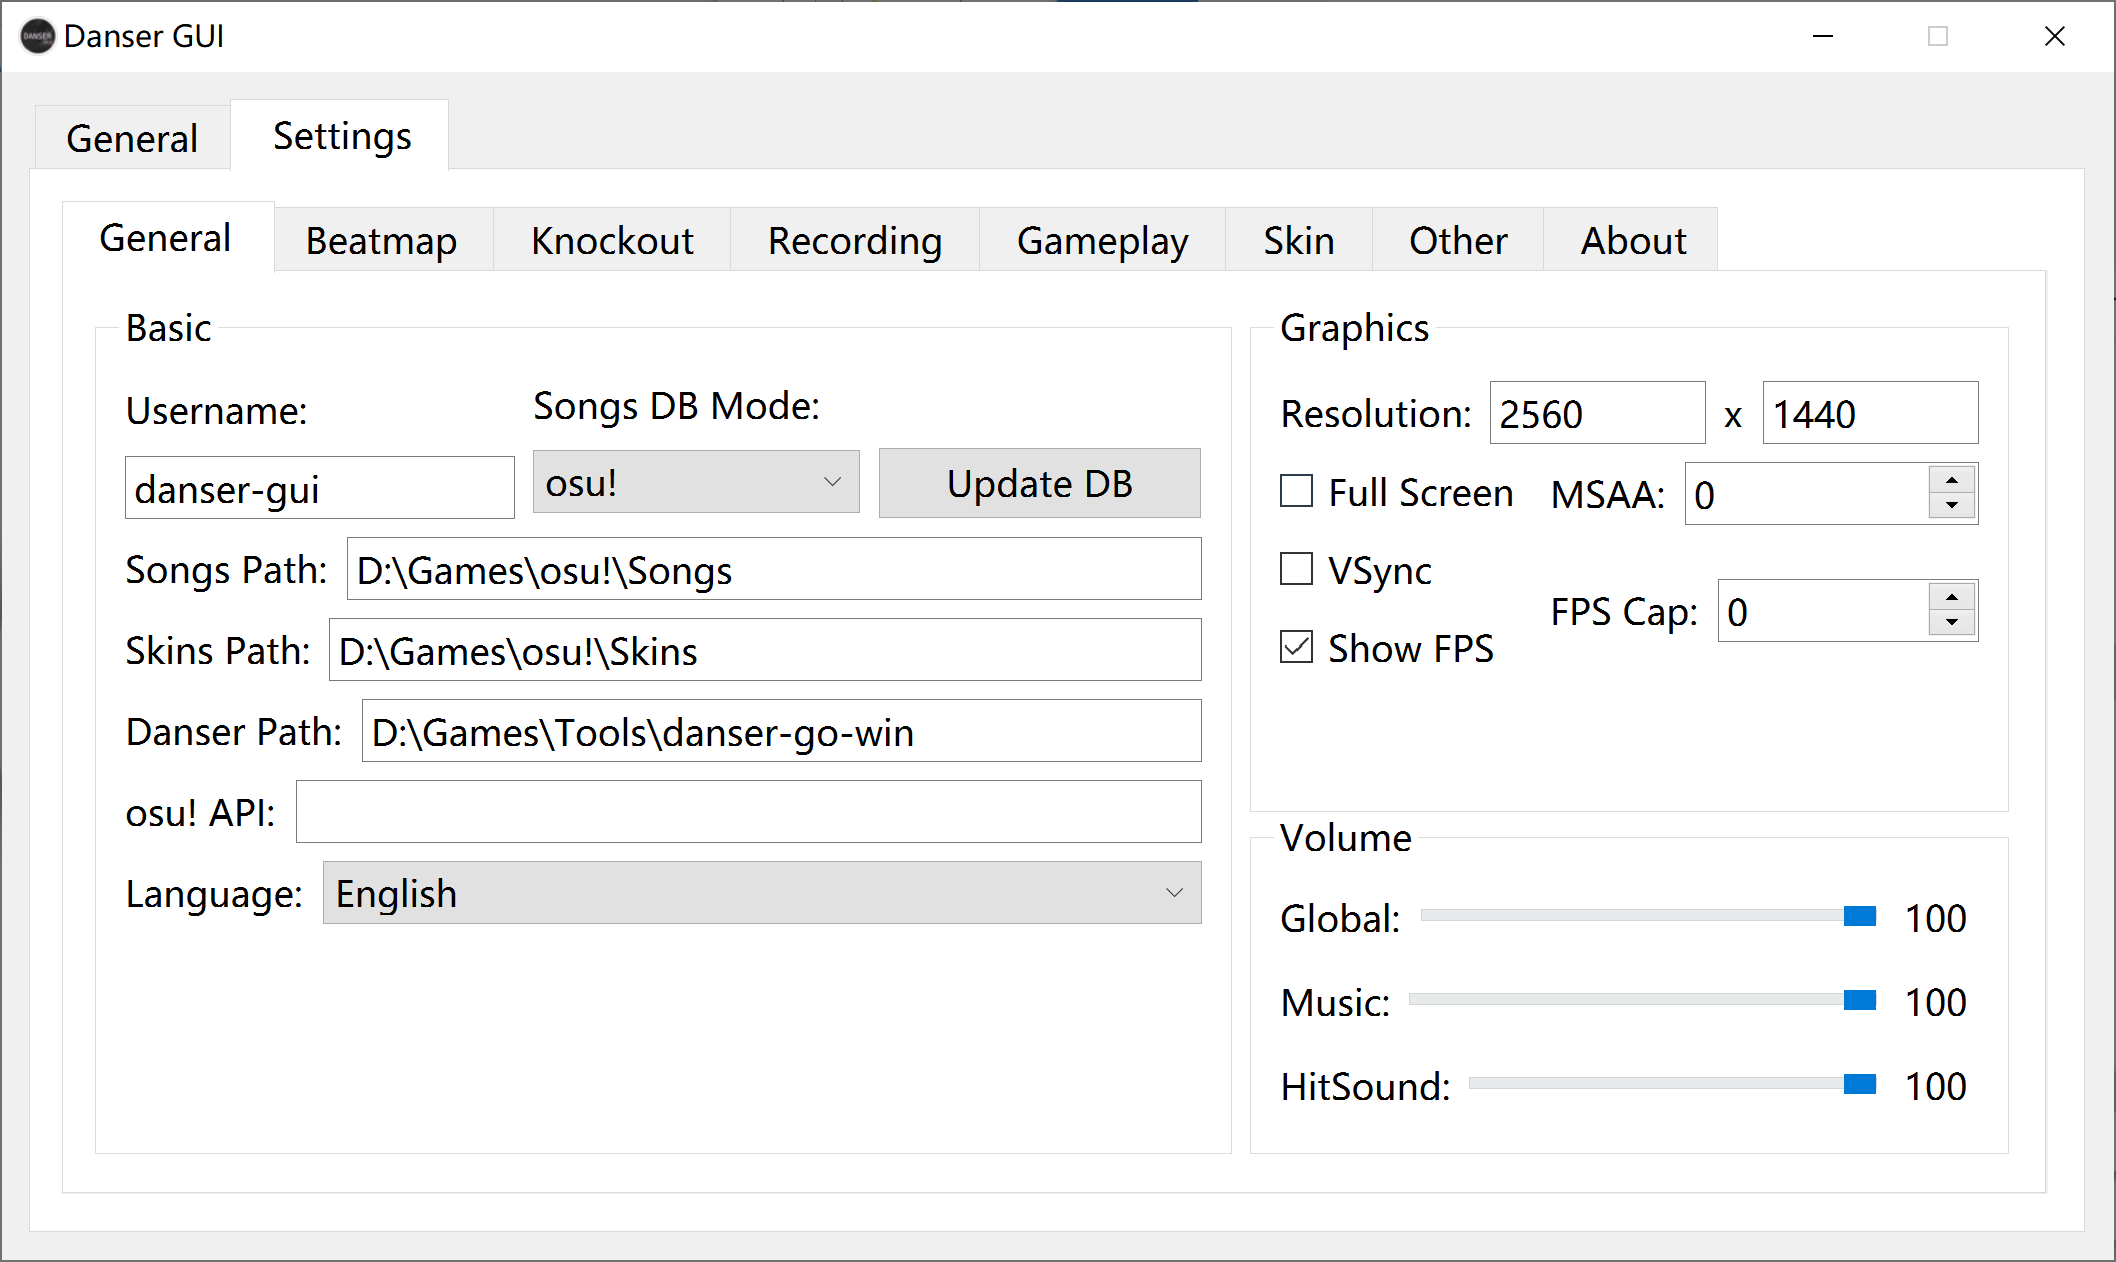 Danser GUI
General Settings
General Beatmap Knockout Recording Gameplay Skin Other About
Basic
Username:
Songs DB Mode:
danser-gui
osu!
Update DB
Songs Path: D:\Games\osu!\Songs
Skins Path: D:\Games\osu!\Skins
Danser Path: D:\Games\Tools\danser-go-win
osu! API:
Language: English
Graphics
Resolution: 2560 x 1440
Full Screen
MSAA: 0
VSync
FPS Cap: 0
Show FPS
Volume
Global: 100
Music: 100
HitSound: 100